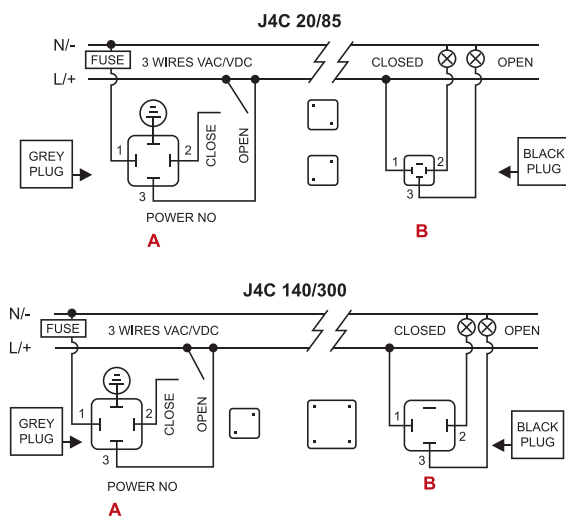 J4C 20/85
N/-
FUSE
3 WIRES VAC/VDC
CLOSED
OPEN
L/+
1
2
3
CLOSE
OPEN
GREY
PLUG
POWER NO
A
1
2
3
BLACK
PLUG
B
J4C 140/300
N/-
FUSE
3 WIRES VAC/VDC
CLOSED
OPEN
L/+
1
2
3
CLOSE
OPEN
GREY
PLUG
POWER NO
A
1
2
3
BLACK
PLUG
B